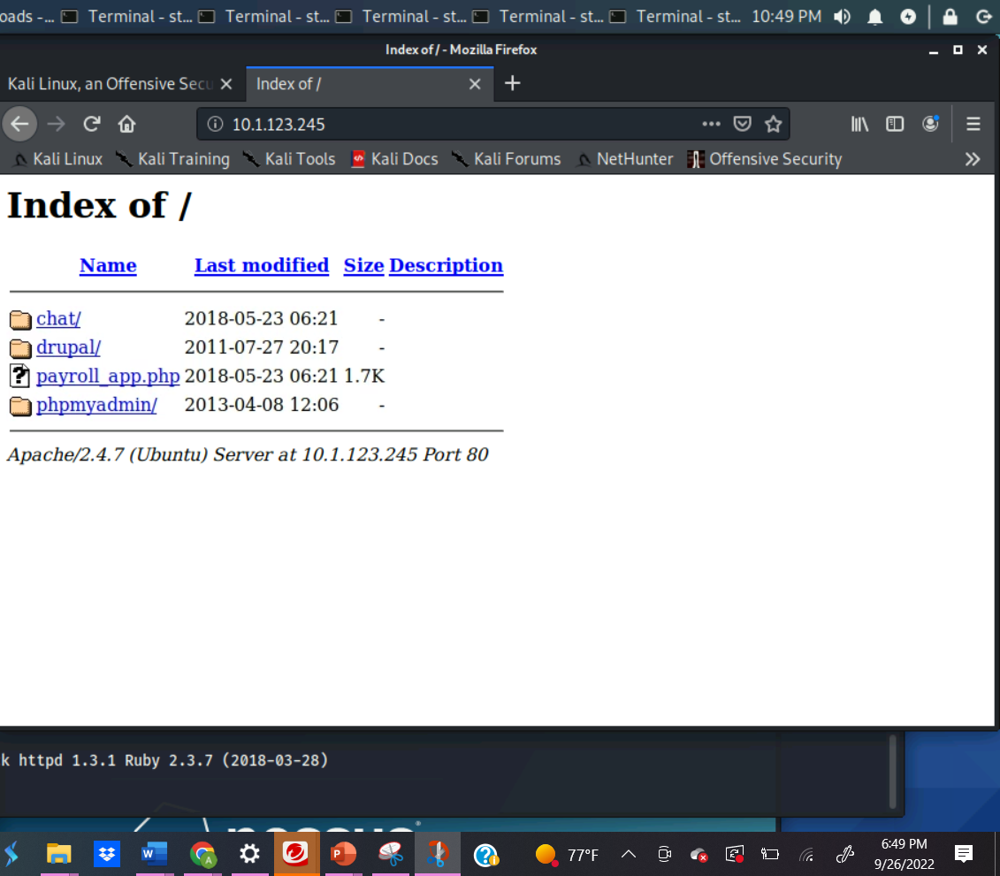 oads -... Terminal - st... Terminal - st... Terminal - st... Terminal - st... Terminal - st... 10:49 PM
Index of / - Mozilla Firefox
Kali Linux, an Offensive Secu Index of /
10.1.123.245
Kali Linux Kali Training Kali Tools Kali Docs Kali Forums NetHunter Offensive Security
Index of /
Name Last modified Size Description
chat/ 2018-05-23 06:21 -
drupal/ 2011-07-27 20:17 -
payroll_app.php 2018-05-23 06:21 1.7K
phpmyadmin/ 2013-04-08 12:06 -
Apache/2.4.7 (Ubuntu) Server at 10.1.123.245 Port 80
k httpd 1.3.1 Ruby 2.3.7 (2018-03-28)
77°F 6:49 PM
9/26/2022